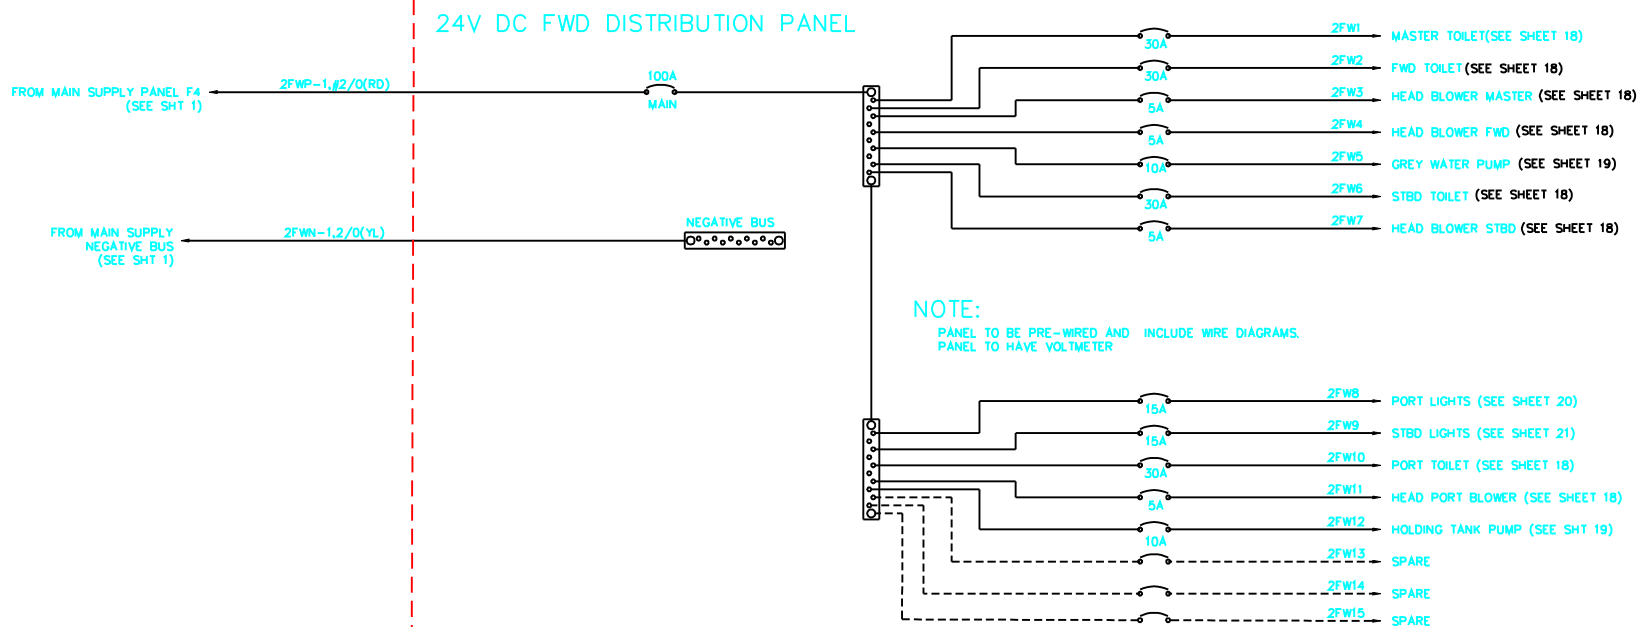 24V DC FWD DISTRIBUTION PANEL
FROM MAIN SUPPLY PANEL F4
(SEE SHT 1)
2FWP-1,#2/0(RD)
100A
MAIN
FROM MAIN SUPPLY
NEGATIVE BUS
(SEE SHT 1)
2FWN-1,2/0(YL)
NEGATIVE BUS
30A 2FW1 MASTER TOILET(SEE SHEET 18)
30A 2FW2 FWD TOILET (SEE SHEET 18)
5A 2FW3 HEAD BLOWER MASTER (SEE SHEET 18)
5A 2FW4 HEAD BLOWER FWD (SEE SHEET 18)
10A 2FW5 GREY WATER PUMP (SEE SHEET 19)
30A 2FW6 STBD TOILET (SEE SHEET 18)
5A 2FW7 HEAD BLOWER STBD (SEE SHEET 18)
NOTE:
PANEL TO BE PRE-WIRED AND INCLUDE WIRE DIAGRAMS.
PANEL TO HAVE VOLTMETER
15A 2FW8 PORT LIGHTS (SEE SHEET 20)
15A 2FW9 STBD LIGHTS (SEE SHEET 21)
30A 2FW10 PORT TOILET (SEE SHEET 18)
5A 2FW11 HEAD PORT BLOWER (SEE SHEET 18)
10A 2FW12 HOLDING TANK PUMP (SEE SHT 19)
2FW13 SPARE
2FW14 SPARE
2FW15 SPARE